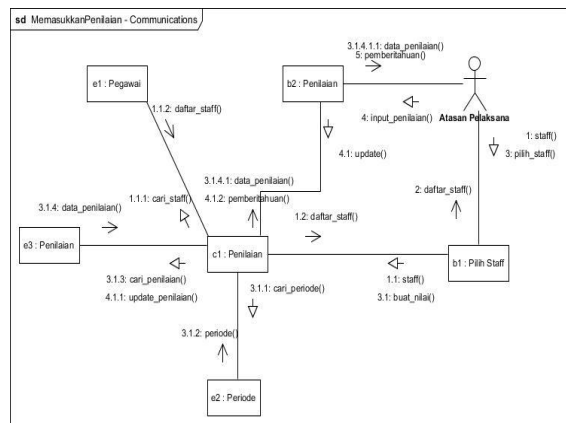 sd MemasukkanPenilaian - Communications
3.1.4.1.1: data_penilaian()
5: pemberitahuan()
e1 : Pegawai
b2 : Penilaian
1.1.2: daftar_staff()
4: input_penilaian()
Atasan Pelaksana
4.1: update()
1: staff()
3: pilih_staff()
3.1.4.1: data_penilaian()
1.1.1: cari_staff()
4.1.2: pemberitahuan()
2: daftar_staff()
3.1.4: data_penilaian()
1.2: daftar_staff()
e3 : Penilaian
c1 : Penilaian
b1 : Pilih Staff
3.1.3: cari_penilaian()
4.1.1: update_penilaian()
3.1.1: cari_periode()
1.1: staff()
3.1: buat_nilai()
3.1.2: periode()
e2 : Periode